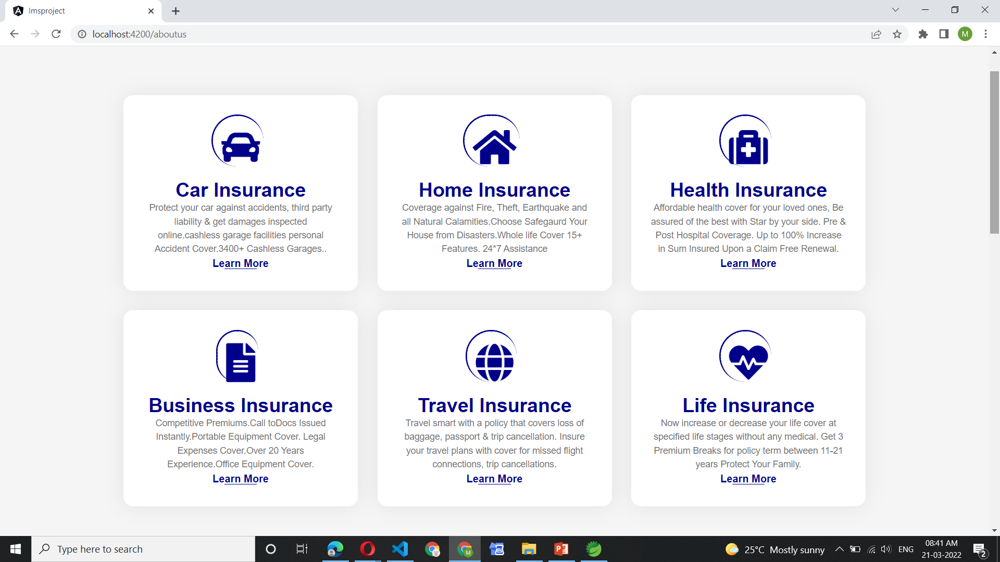 Imsproject
localhost:4200/aboutus
M
Car Insurance
Protect your car against accidents, third party
liability & get damages inspected
online.cashless garage facilities personal
Accident Cover.3400+ Cashless Garages..
Learn More
Home Insurance
Coverage against Fire, Theft, Earthquake and
all Natural Calamities.Choose Safegaurd Your
House from Disasters.Whole life Cover 15+
Features. 24*7 Assistance
Learn More
Health Insurance
Affordable health cover for your loved ones, Be
assured of the best with Star by your side. Pre &
Post Hospital Coverage. Up to 100% Increase
in Sum Insured Upon a Claim Free Renewal.
Learn More
Business Insurance
Competitive Premiums.Call toDocs Issued
Instantly.Portable Equipment Cover. Legal
Expenses Cover.Over 20 Years
Experience.Office Equipment Cover.
Learn More
Travel Insurance
Travel smart with a policy that covers loss of
baggage, passport & trip cancellation. Insure
your travel plans with cover for missed flight
connections, trip cancellations.
Learn More
Life Insurance
Now increase or decrease your life cover at
specified life stages without any medical. Get 3
Premium Breaks for policy term between 11-21
years Protect Your Family.
Learn More
Type here to search
M
P
25°C Mostly sunny
ENG
08:41 AM
21-03-2022
2